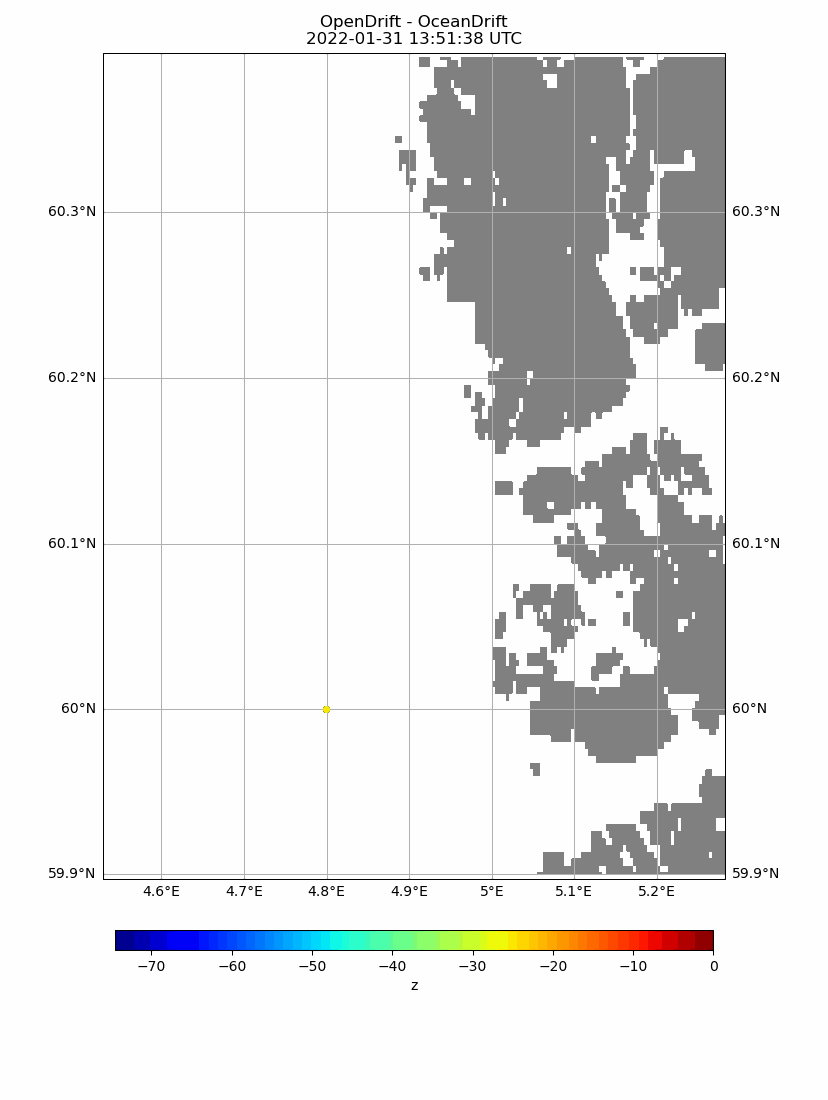 OpenDrift - OceanDrift
2022-01-31 13:51:38 UTC
60.3°N 60.3°N
60.2°N 60.2°N
60.1°N 60.1°N
60°N 60°N
59.9°N 59.9°N
4.6°E 4.7°E 4.8°E 4.9°E 5°E 5.1°E 5.2°E
−70 −60 −50 −40 −30 −20 −10 0
z